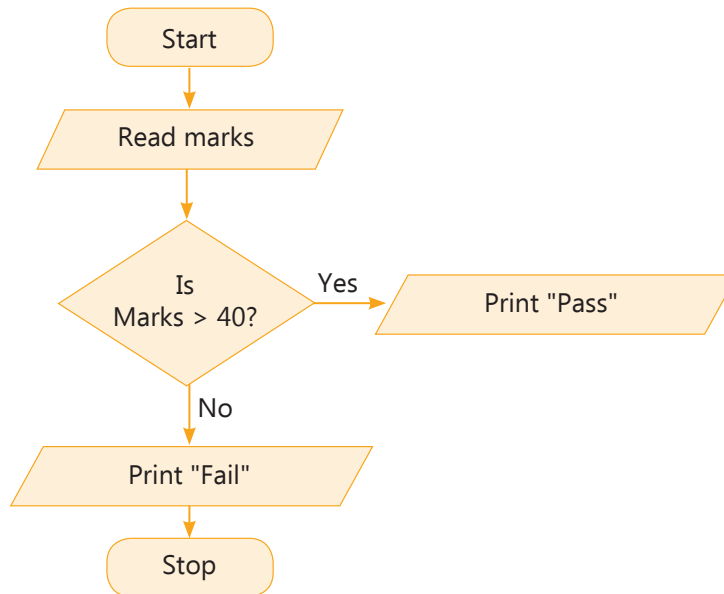 Start
Read marks
Is
Marks > 40?
Yes
Print "Pass"
No
Print "Fail"
Stop